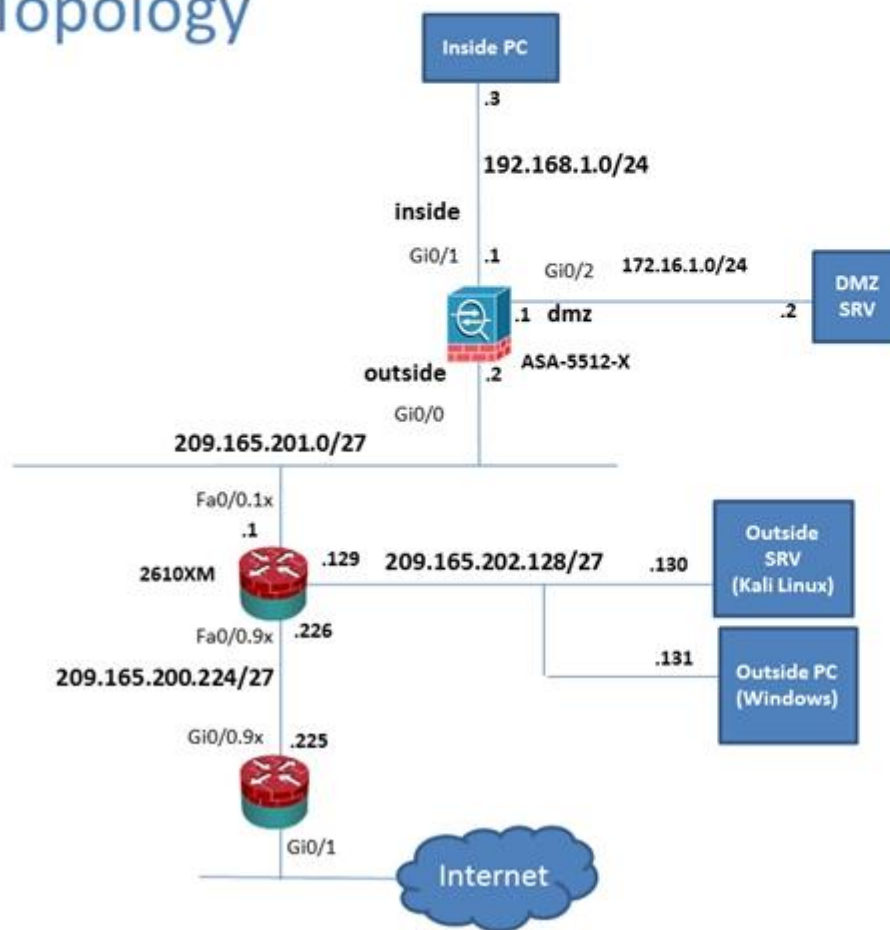 Topology
Inside PC
.3
192.168.1.0/24
inside
Gi0/1 .1
Gi0/2 172.16.1.0/24
DMZ
SRV
.1 dmz .2
ASA-5512-X
outside .2
Gi0/0
209.165.201.0/27
Fa0/0.1x
.1
2610XM
.129 209.165.202.128/27 .130
Outside
SRV
(Kali Linux)
Fa0/0.9x .226
209.165.200.224/27
.131
Outside PC
(Windows)
Gi0/0.9x .225
Gi0/1
Internet